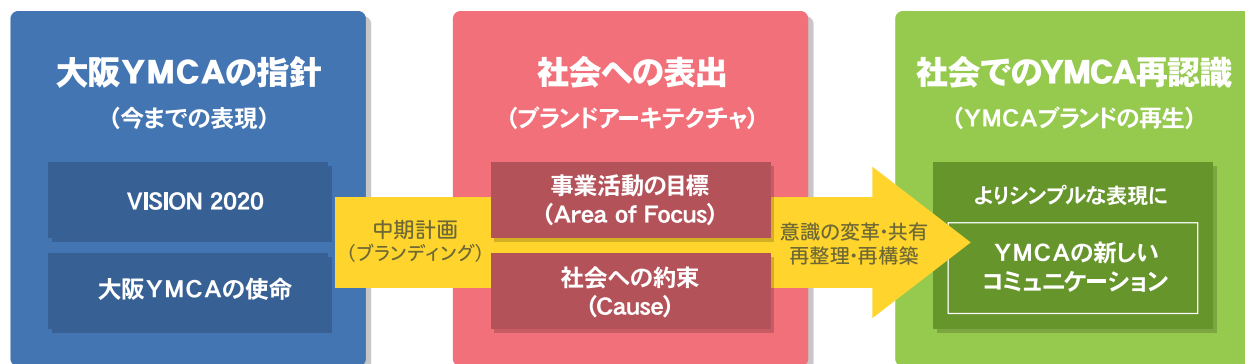 大阪YMCAの指針
（今までの表現）
VISION 2020
大阪YMCAの使命
中期計画
（ブランディング）
社会への表出
（ブランドアーキテクチャ）
事業活動の目標
（Area of Focus）
社会への約束
（Cause）
意識の変革・共有
再整理・再構築
社会でのYMCA再認識
（YMCAブランドの再生）
よりシンプルな表現に
YMCAの新しい
コミュニケーション